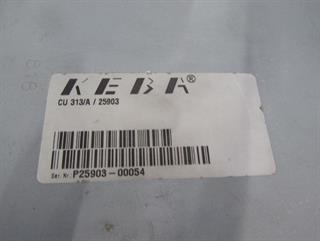 KEBA®
CU 313/A / 25903
Ser. Nr. P25903-00054